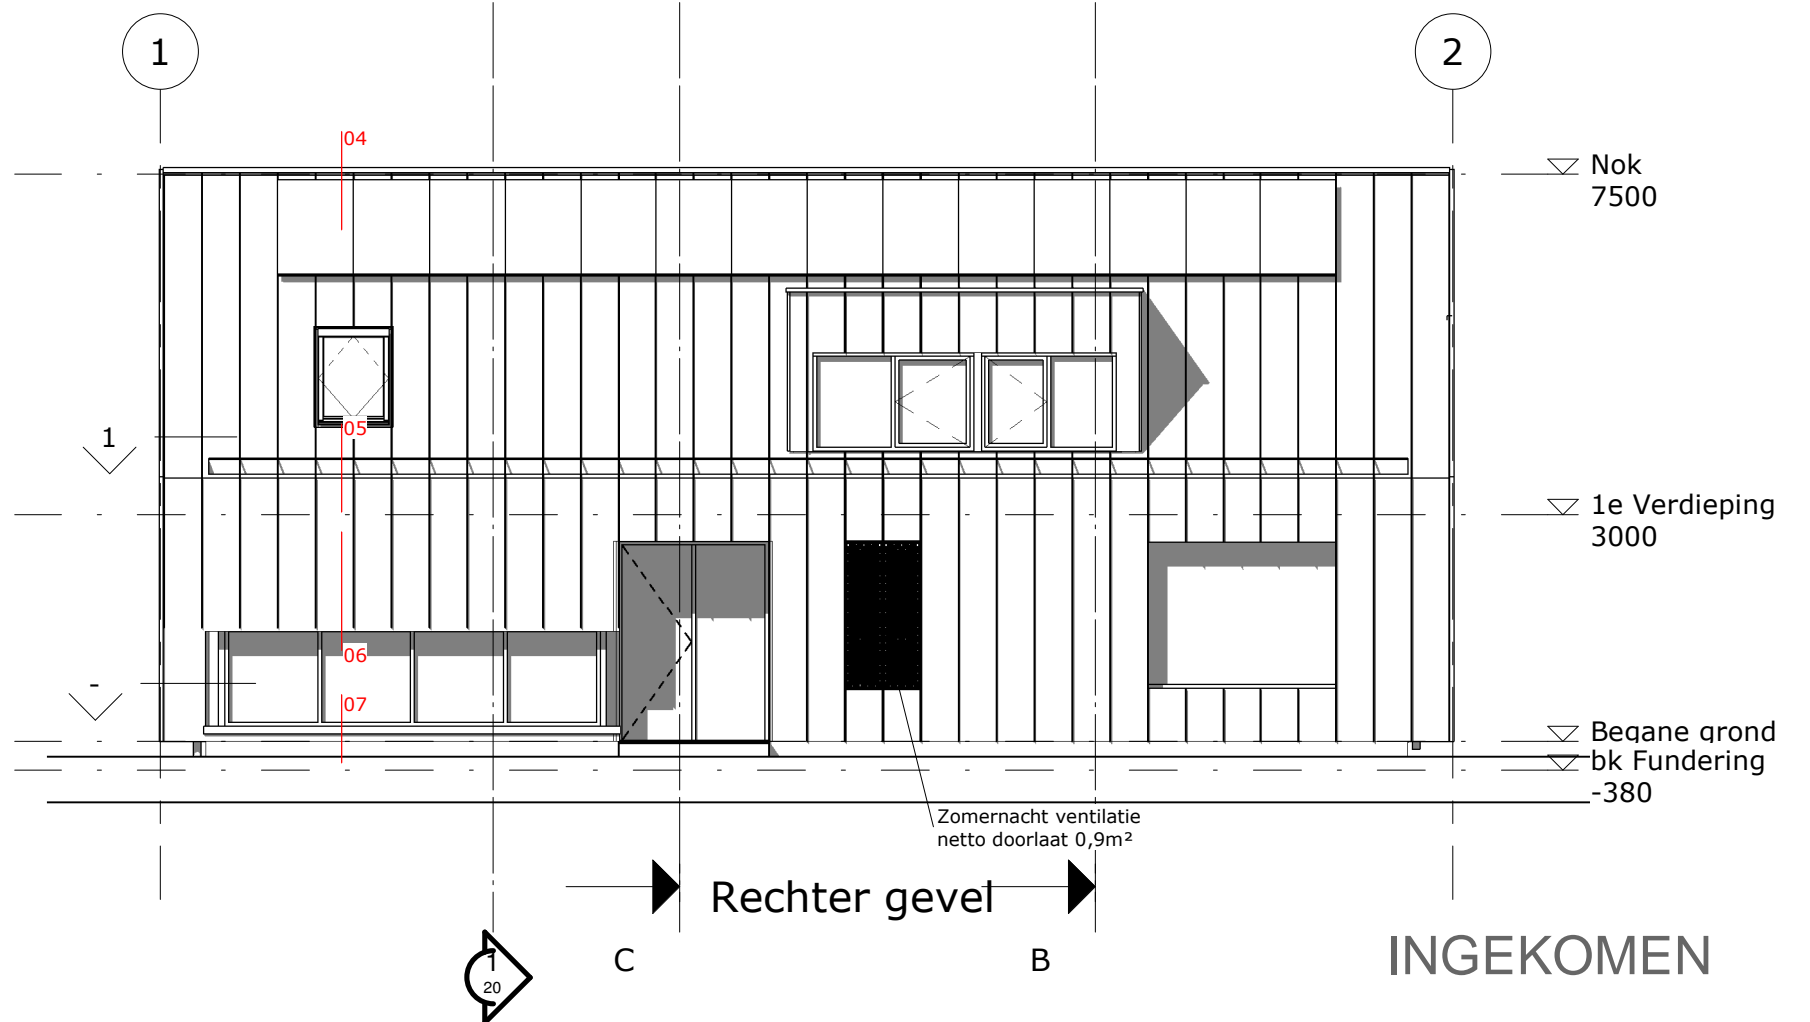 1
2
04
Nok
7500
05
1
1e Verdieping
3000
06
-
07
Begane grond
bk Fundering
-380
Zomernacht ventilatie
netto doorlaat 0,9m²
Rechter gevel
1
20
C
B
INGEKOMEN